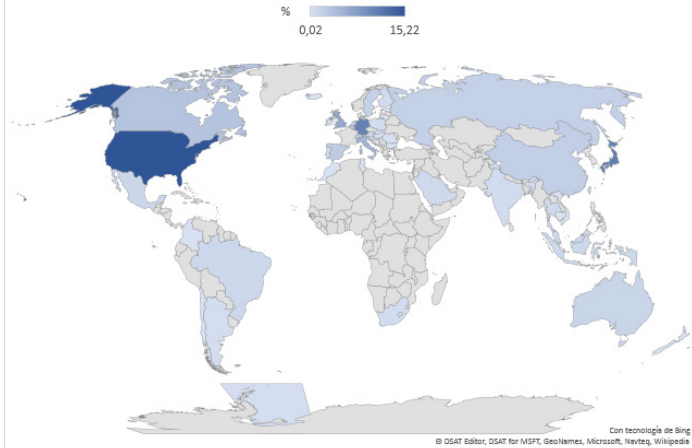 % 0,02 15,22
Con tecnología de Bing
© DSAT Editor, DSAT for MSFT, GeoNames, Microsoft, Navteq, Wikipedia